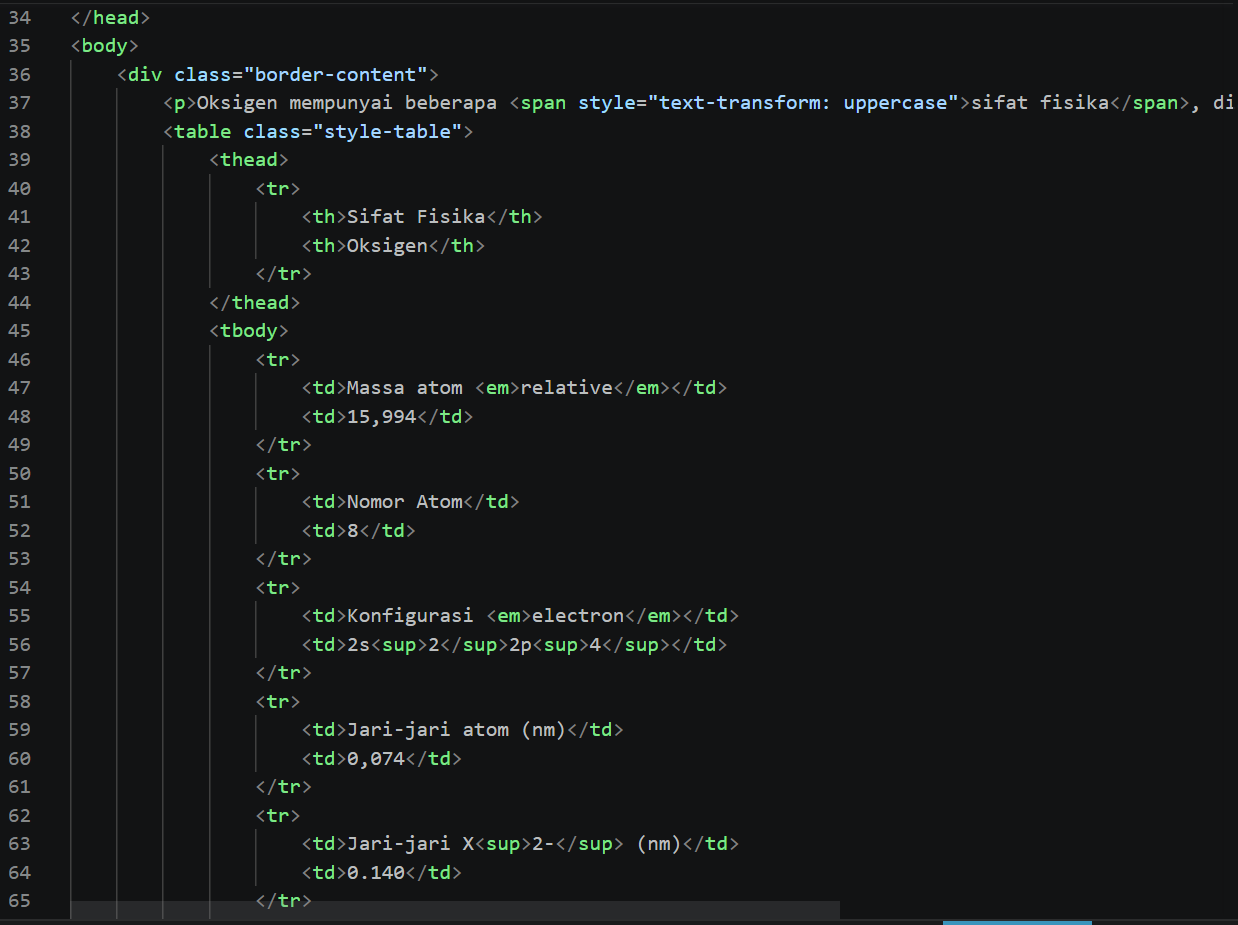 34 </head>
35 <body>
36 <div class="border-content">
37 <p>Oksigen mempunyai beberapa <span style="text-transform: uppercase">sifat fisika</span>, di
38 <table class="style-table">
39 <thead>
40 <tr>
41 <th>Sifat Fisika</th>
42 <th>Oksigen</th>
43 </tr>
44 </thead>
45 <tbody>
46 <tr>
47 <td>Massa atom <em>relative</em></td>
48 <td>15,994</td>
49 </tr>
50 <tr>
51 <td>Nomor Atom</td>
52 <td>8</td>
53 </tr>
54 <tr>
55 <td>Konfigurasi <em>electron</em></td>
56 <td>2s<sup>2</sup>2p<sup>4</sup></td>
57 </tr>
58 <tr>
59 <td>Jari-jari atom (nm)</td>
60 <td>0,074</td>
61 </tr>
62 <tr>
63 <td>Jari-jari X<sup>2-</sup> (nm)</td>
64 <td>0.140</td>
65 </tr>